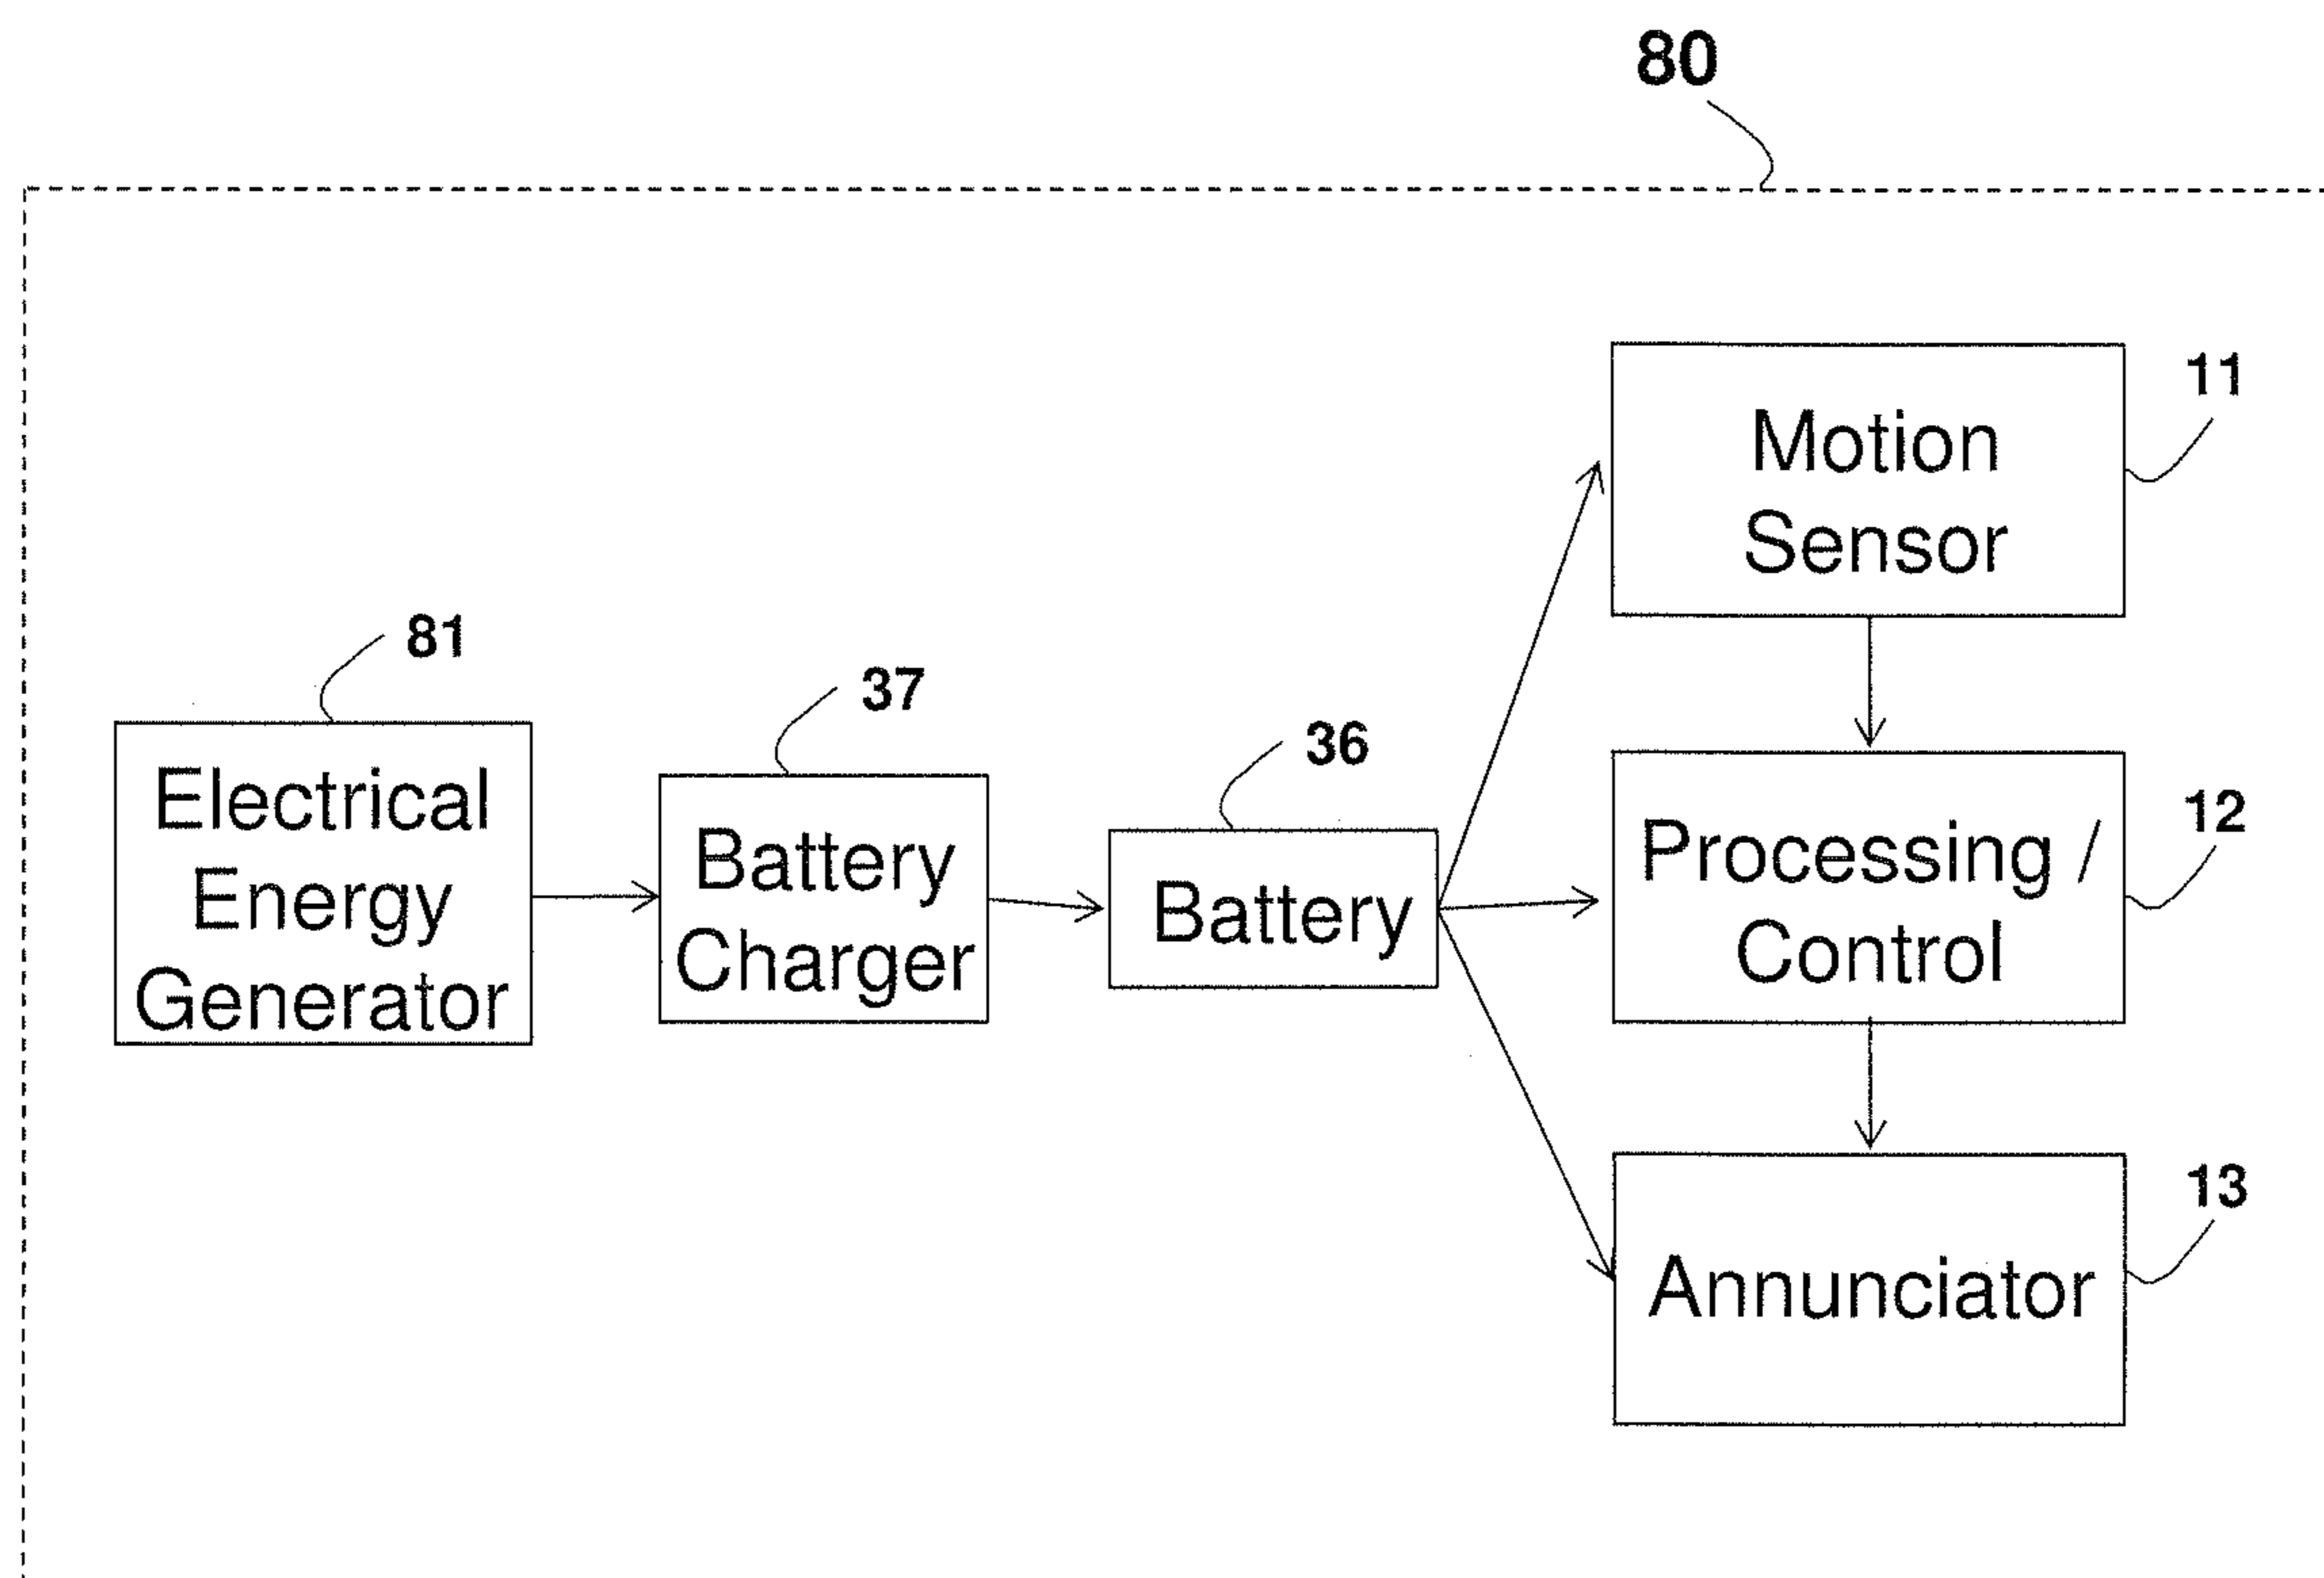 80
11
Motion
Sensor
81
37
36
Electrical
Energy
Generator
Battery
Charger
Battery
12
Processing /
Control
13
Annunciator